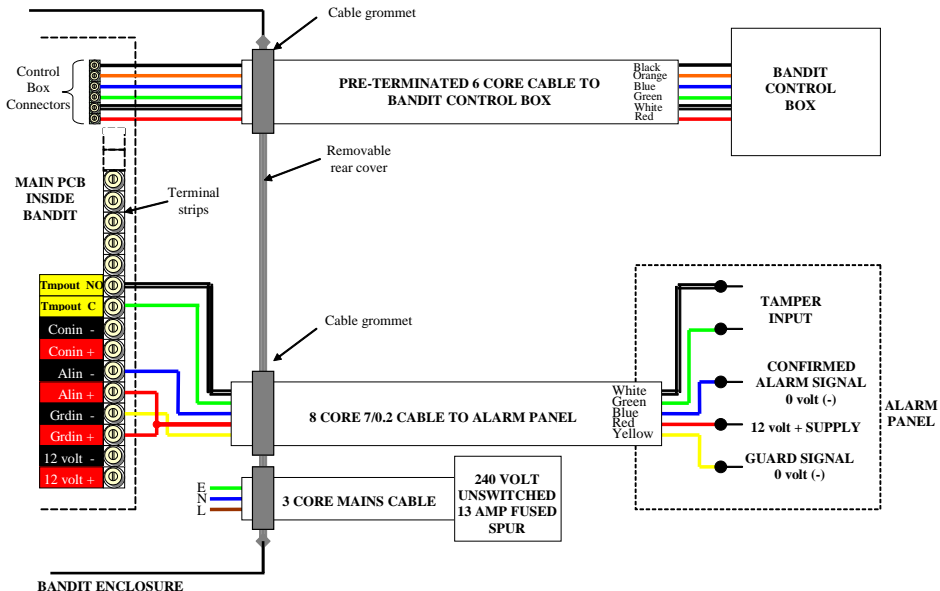 Cable grommet
Control
Box
Connectors
PRE-TERMINATED 6 CORE CABLE TO
BANDIT CONTROL BOX
Black
Orange
Blue
Green
White
Red
BANDIT
CONTROL
BOX
Removable
rear cover
MAIN PCB
INSIDE
BANDIT
Terminal
strips
Tmpout NO
Tmpout C
Conin -
Conin +
Alin -
Alin +
Grdin -
Grdin +
12 volt -
12 volt +
Cable grommet
8 CORE 7/0.2 CABLE TO ALARM PANEL
White
Green
Blue
Red
Yellow
TAMPER
INPUT
CONFIRMED
ALARM SIGNAL
0 volt (-)
12 volt + SUPPLY
GUARD SIGNAL
0 volt (-)
ALARM
PANEL
E
N
L
3 CORE MAINS CABLE
240 VOLT
UNSWITCHED
13 AMP FUSED
SPUR
BANDIT ENCLOSURE